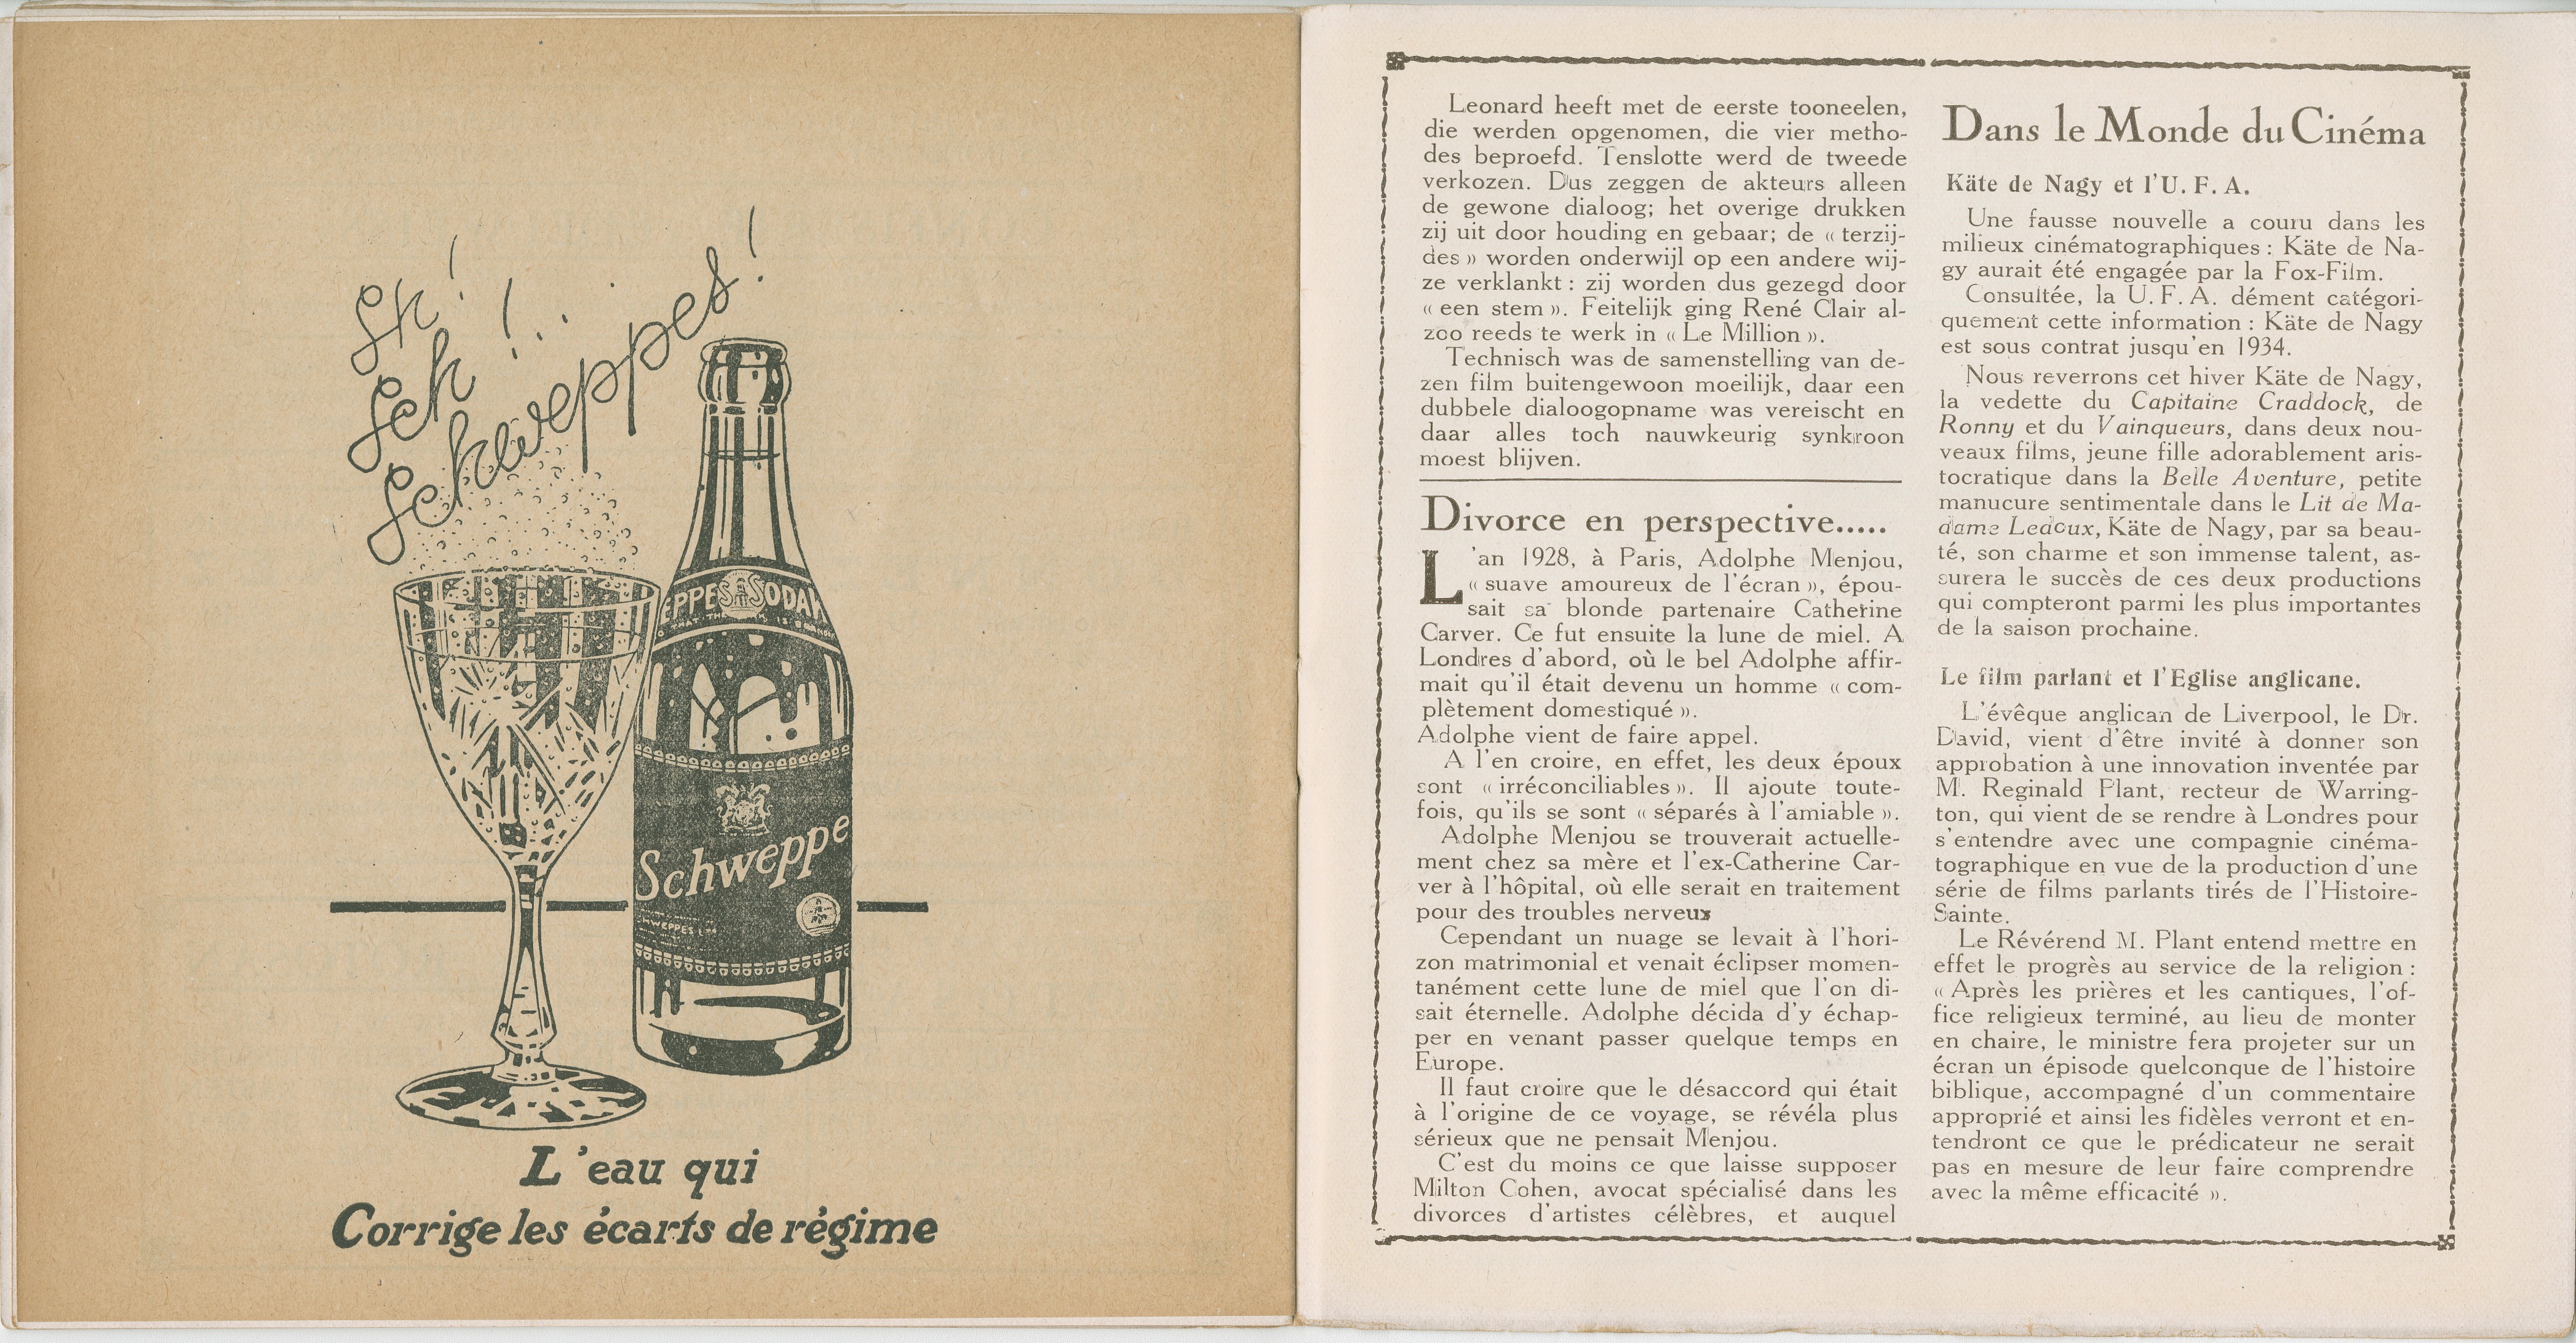 Sh!
Sch!...
Schweppes!
EPPES SODA
Schweppe
SCHWEPPES LTD
L'eau qui
Corrige les écarts de régime
Leonard heeft met de eerste tooneelen,
die werden opgenomen, die vier metho-
des beproefd. Tenslotte werd de tweede
verkozen. Dus zeggen de akteurs alleen
de gewone dialoog; het overige drukken
zij uit door houding en gebaar; de « terzij-
des » worden onderwijl op een andere wij-
ze verklankt : zij worden dus gezegd door
« een stem ». Feitelijk ging René Clair al-
zoo reeds te werk in « Le Million ».
Technisch was de samenstelling van de-
zen film buitengewoon moeilijk, daar een
dubbele dialoogopname was vereischt en
daar alles toch nauwkeurig synkroon
moest blijven.
Divorce en perspective.....
L'an 1928, à Paris, Adolphe Menjou,
« suave amoureux de l'écran », épou-
sait sa blonde partenaire Catherine
Carver. Ce fut ensuite la lune de miel. A
Londres d'abord, où le bel Adolphe affir-
mait qu'il était devenu un homme « com-
plètement domestiqué ».
Adolphe vient de faire appel.
A l'en croire, en effet, les deux époux
sont « irréconciliables ». Il ajoute toute-
fois, qu'ils se sont « séparés à l'amiable ».
Adolphe Menjou se trouverait actuelle-
ment chez sa mère et l'ex-Catherine Car-
ver à l'hôpital, où elle serait en traitement
pour des troubles nerveux
Cependant un nuage se levait à l'hori-
zon matrimonial et venait éclipser momen-
tanément cette lune de miel que l'on di-
sait éternelle. Adolphe décida d'y échap-
per en venant passer quelque temps en
Europe.
Il faut croire que le désaccord qui était
à l'origine de ce voyage, se révéla plus
sérieux que ne pensait Menjou.
C'est du moins ce que laisse supposer
Milton Cohen, avocat spécialisé dans les
divorces d'artistes célèbres, et auquel
Dans le Monde du Cinéma
Käte de Nagy et l'U. F. A.
Une fausse nouvelle a couru dans les
milieux cinématographiques : Käte de Na-
gy aurait été engagée par la Fox-Film.
Consultée, la U. F. A. dément catégori-
quement cette information : Käte de Nagy
est sous contrat jusqu'en 1934.
Nous reverrons cet hiver Käte de Nagy,
la vedette du Capitaine Craddock, de
Ronny et du Vainqueurs, dans deux nou-
veaux films, jeune fille adorablement aris-
tocratique dans la Belle Aventure, petite
manucure sentimentale dans le Lit de Ma-
dame Ledoux, Käte de Nagy, par sa beau-
té, son charme et son immense talent, as-
surera le succès de ces deux productions
qui compteront parmi les plus importantes
de la saison prochaine.
Le film parlant et l'Eglise anglicane.
L'évêque anglican de Liverpool, le Dr.
David, vient d'être invité à donner son
approbation à une innovation inventée par
M. Reginald Plant, recteur de Warring-
ton, qui vient de se rendre à Londres pour
s'entendre avec une compagnie cinéma-
tographique en vue de la production d'une
série de films parlants tirés de l'Histoire-
Sainte.
Le Révérend M. Plant entend mettre en
effet le progrès au service de la religion :
« Après les prières et les cantiques, l'of-
fice religieux terminé, au lieu de monter
en chaire, le ministre fera projeter sur un
écran un épisode quelconque de l'histoire
biblique, accompagné d'un commentaire
approprié et ainsi les fidèles verront et en-
tendront ce que le prédicateur ne serait
pas en mesure de leur faire comprendre
avec la même efficacité ».